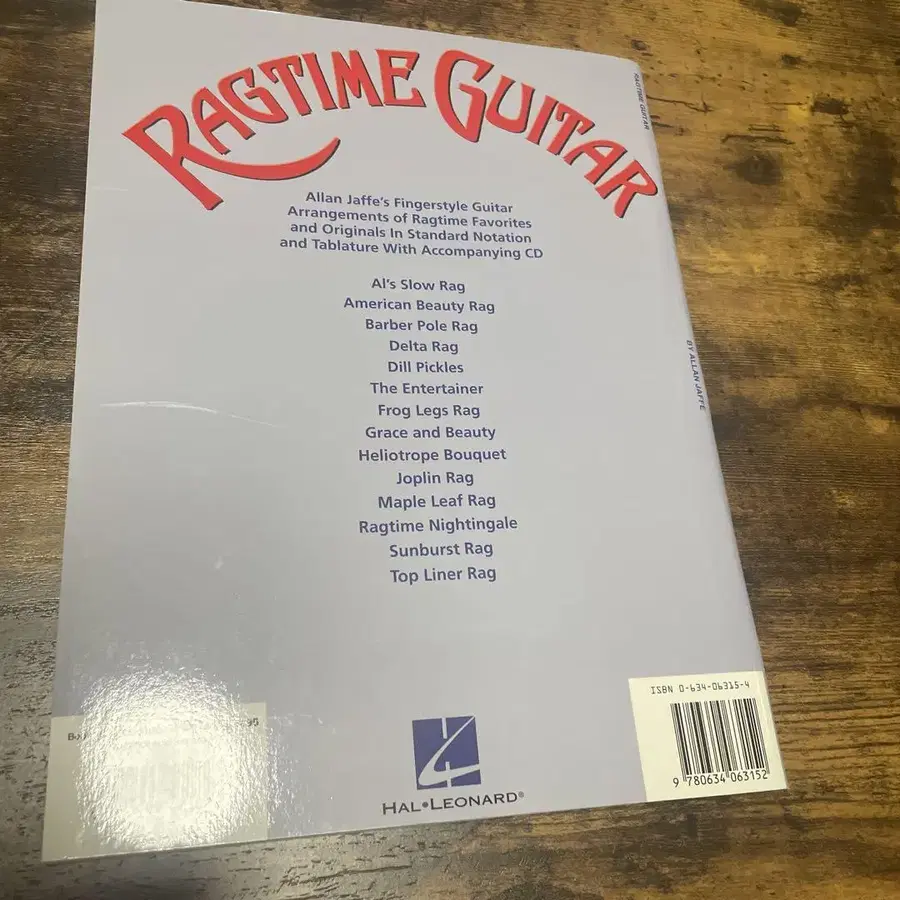 RAGTIME GUITAR
Allan Jaffe's Fingerstyle Guitar
Arrangements of Ragtime Favorites
and Originals In Standard Notation
and Tablature With Accompanying CD
Al's Slow Rag
American Beauty Rag
Barber Pole Rag
Delta Rag
Dill Pickles
The Entertainer
Frog Legs Rag
Grace and Beauty
Heliotrope Bouquet
Joplin Rag
Maple Leaf Rag
Ragtime Nightingale
Sunburst Rag
Top Liner Rag
RAGTIME GUITAR
BY ALLAN JAFFE
ISBN 0-634-06315-4
9 780634 063152
HAL•LEONARD®